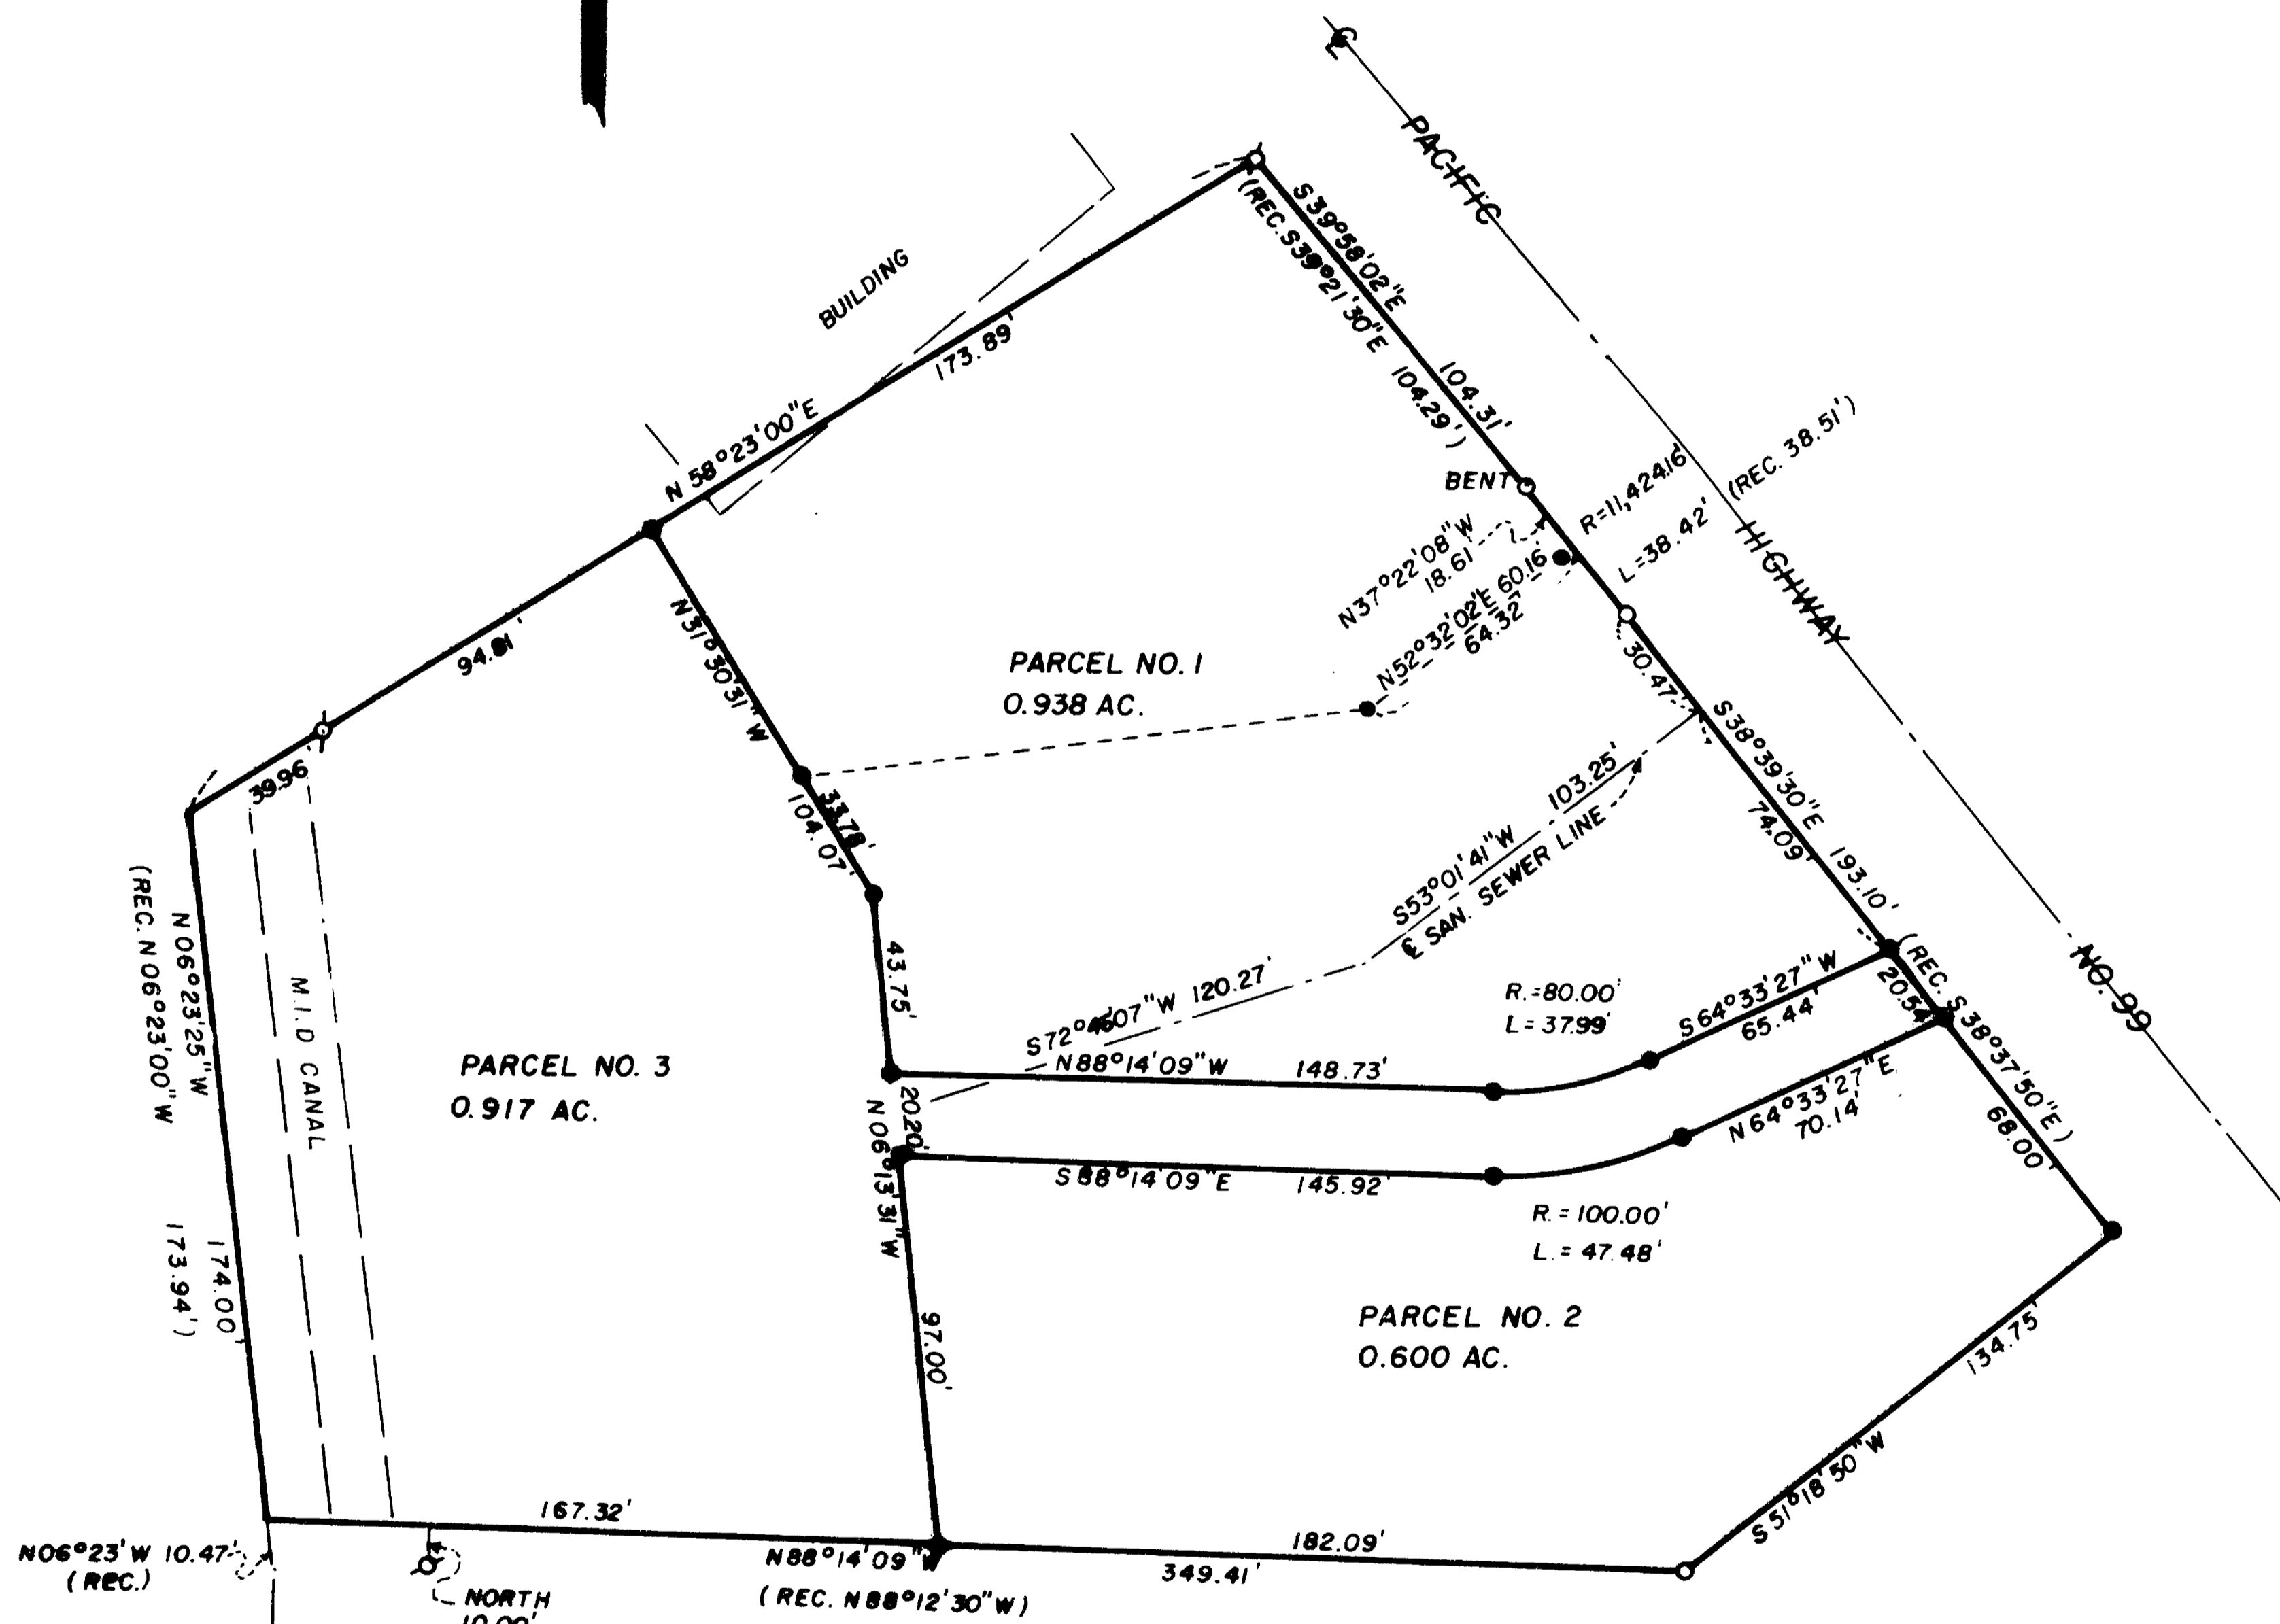 ℄
PACIFIC
HIGHWAY
NO. 99
BUILDING
N 58°23'00"E
173.89'
S39°58'02"E
104.31'
(REC. S39°21'30"E 104.29')
BENT
R=11,424.16'
L=38.42' (REC. 38.51')
N37°22'08"W
18.61
N52°32'02"E 60.16
64.32'
30.47'
S38°39'30"E
193.10'
74.09'
(REC. S38°37'50"E)
20.54'
68.00'
N31°30'31"W
33.78'
104.07'
PARCEL NO. 1
0.938 AC.
94.81'
39.96
(REC. N06°23'00"W 173.94')
N06°23'25"W 174.00'
M.I.D CANAL
PARCEL NO. 3
0.917 AC.
43.75'
S53°01'41"W 103.25'
℄ SAN. SEWER LINE
120.27'
R.=80.00'
L=37.99'
S64°33'27"W
65.44'
N88°14'09"W 148.73'
20.20'
N06°13'31"W
97.00'
S88°14'09"E 145.92'
N64°33'27"E
70.14'
R.=100.00'
L.=47.48'
PARCEL NO. 2
0.600 AC.
134.75'
S51°18'50"W
167.32'
182.09'
N88°14'09"W
349.41'
(REC. N88°12'30"W)
N06°23'W 10.47'
(REC.)
NORTH
10.00'